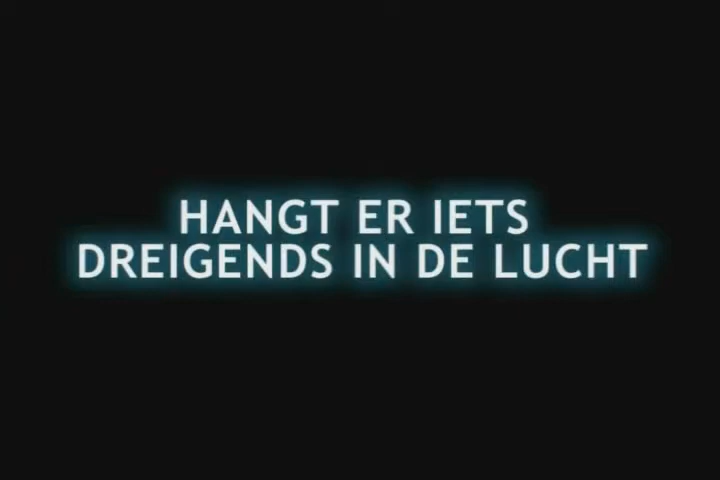 HANGT ER IETS
DREIGENDS IN DE LUCHT